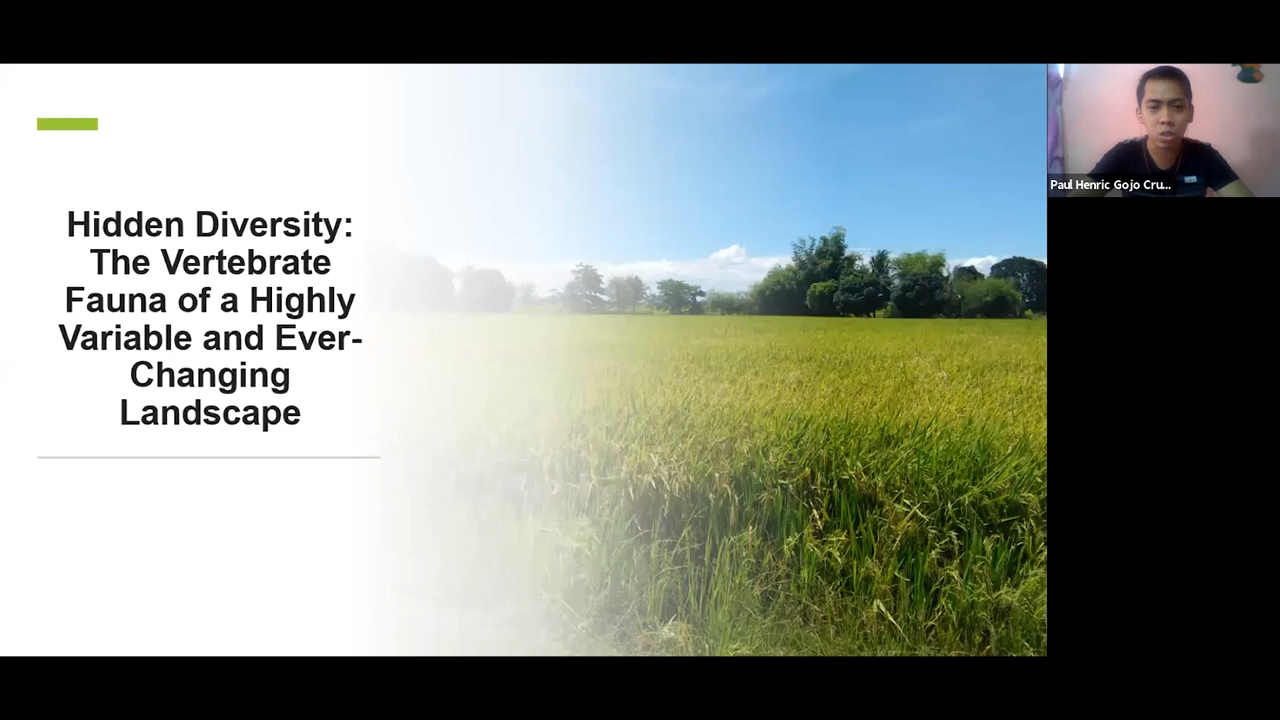 Hidden Diversity:
The Vertebrate
Fauna of a Highly
Variable and Ever-
Changing
Landscape
Paul Henric Gojo Cru...